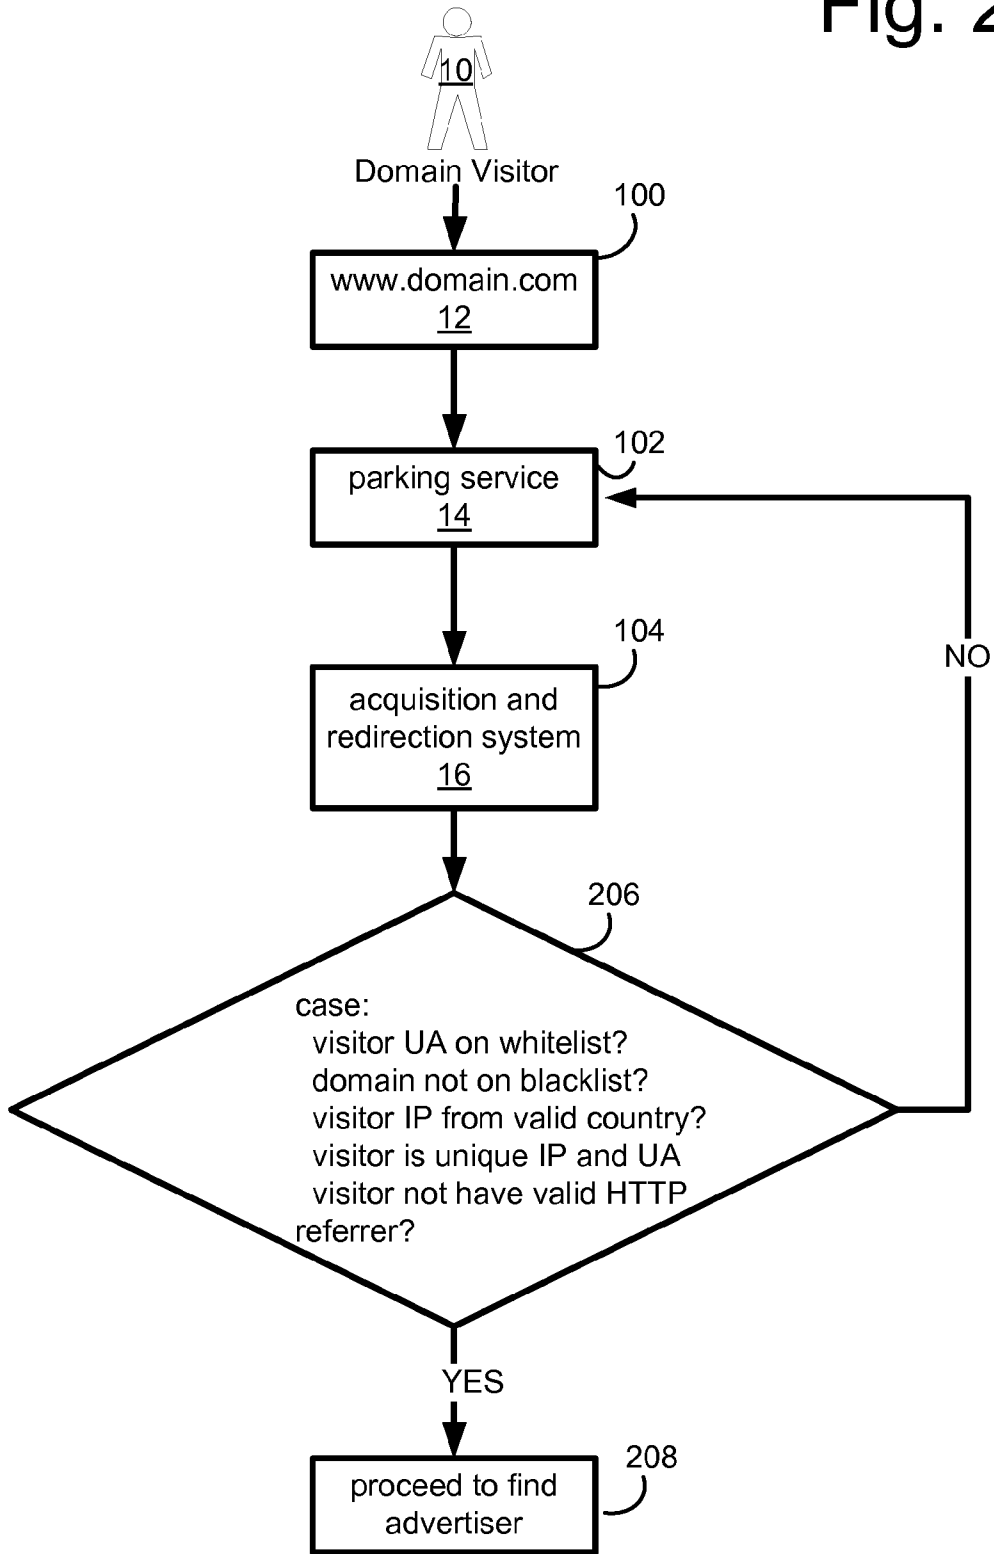 Fig. 2
10
Domain Visitor
100
www.domain.com
12
102
parking service
14
104
acquisition and
redirection system
16
NO
206
case:
visitor UA on whitelist?
domain not on blacklist?
visitor IP from valid country?
visitor is unique IP and UA
visitor not have valid HTTP
referrer?
YES
208
proceed to find
advertiser